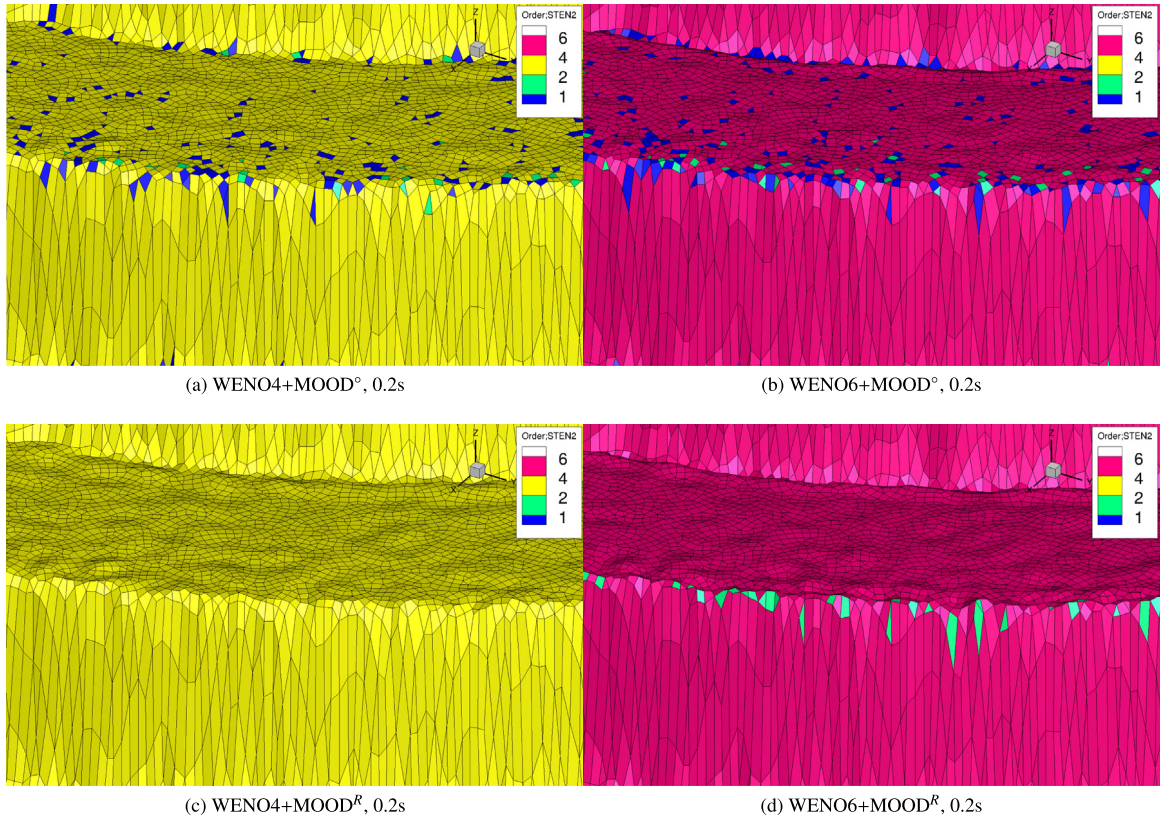 Order;STEN2
6
4
2
1
z
X
Order;STEN2
6
4
2
1
z
X
(a) WENO4+MOOD°, 0.2s
(b) WENO6+MOOD°, 0.2s
Order;STEN2
6
4
2
1
z
X
Order;STEN2
6
4
2
1
z
X
(c) WENO4+MOODᴿ, 0.2s
(d) WENO6+MOODᴿ, 0.2s